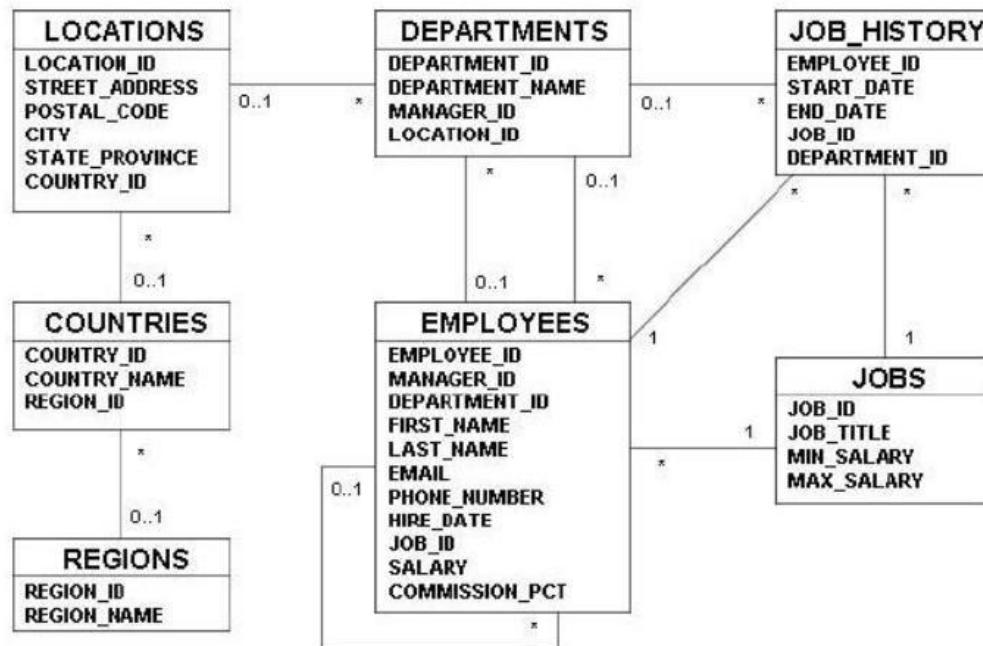 LOCATIONS
LOCATION_ID
STREET_ADDRESS
POSTAL_CODE
CITY
STATE_PROVINCE
COUNTRY_ID
0..1
*
DEPARTMENTS
DEPARTMENT_ID
DEPARTMENT_NAME
MANAGER_ID
LOCATION_ID
0..1
*
JOB_HISTORY
EMPLOYEE_ID
START_DATE
END_DATE
JOB_ID
DEPARTMENT_ID
*
0..1
*
0..1
0..1
*
*
1
*
1
COUNTRIES
COUNTRY_ID
COUNTRY_NAME
REGION_ID
*
0..1
EMPLOYEES
EMPLOYEE_ID
MANAGER_ID
DEPARTMENT_ID
FIRST_NAME
LAST_NAME
EMAIL
PHONE_NUMBER
HIRE_DATE
JOB_ID
SALARY
COMMISSION_PCT
1
*
0..1
*
JOBS
JOB_ID
JOB_TITLE
MIN_SALARY
MAX_SALARY
REGIONS
REGION_ID
REGION_NAME